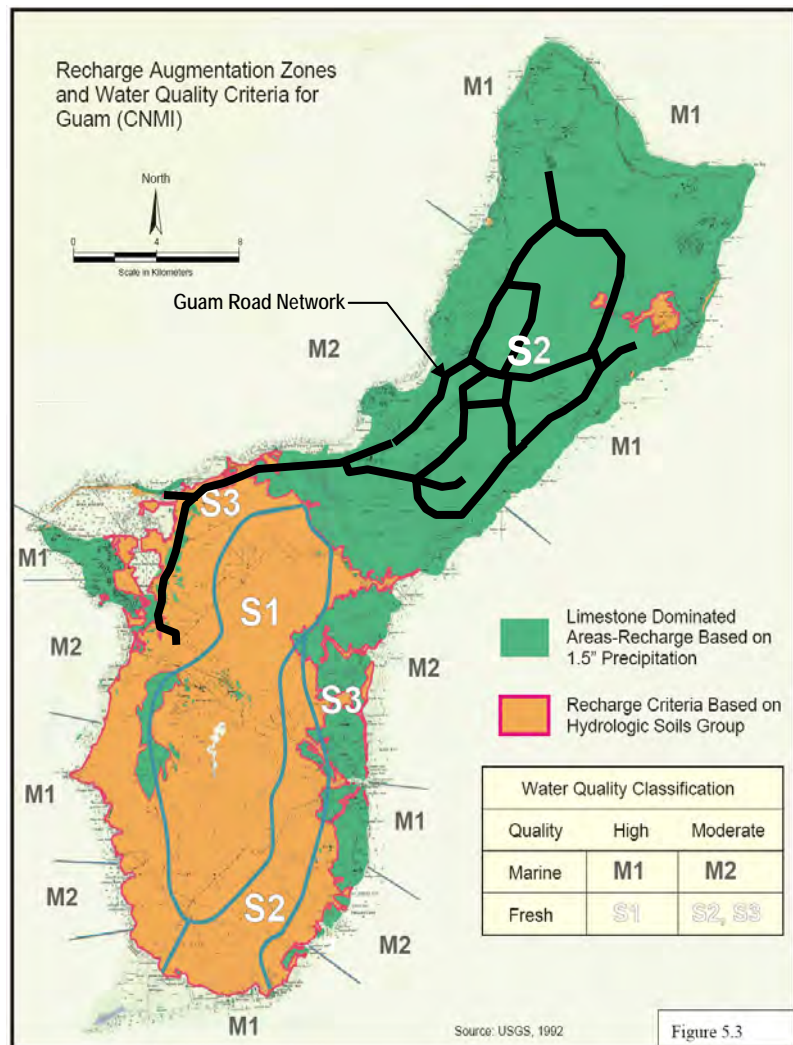 Recharge Augmentation Zones
and Water Quality Criteria for
Guam (CNMI)
M1
M1
North
0 4 8
Scale in Kilometers
Guam Road Network
M2
S2
M1
S3
M1
S1
M2
Limestone Dominated
Areas-Recharge Based on
1.5" Precipitation
M2
S3
Recharge Criteria Based on
Hydrologic Soils Group
M1
M1
Water Quality Classification
Quality High Moderate
Marine M1 M2
Fresh S1 S2, S3
M2
S2
M2
M1
Source: USGS, 1992
Figure 5.3